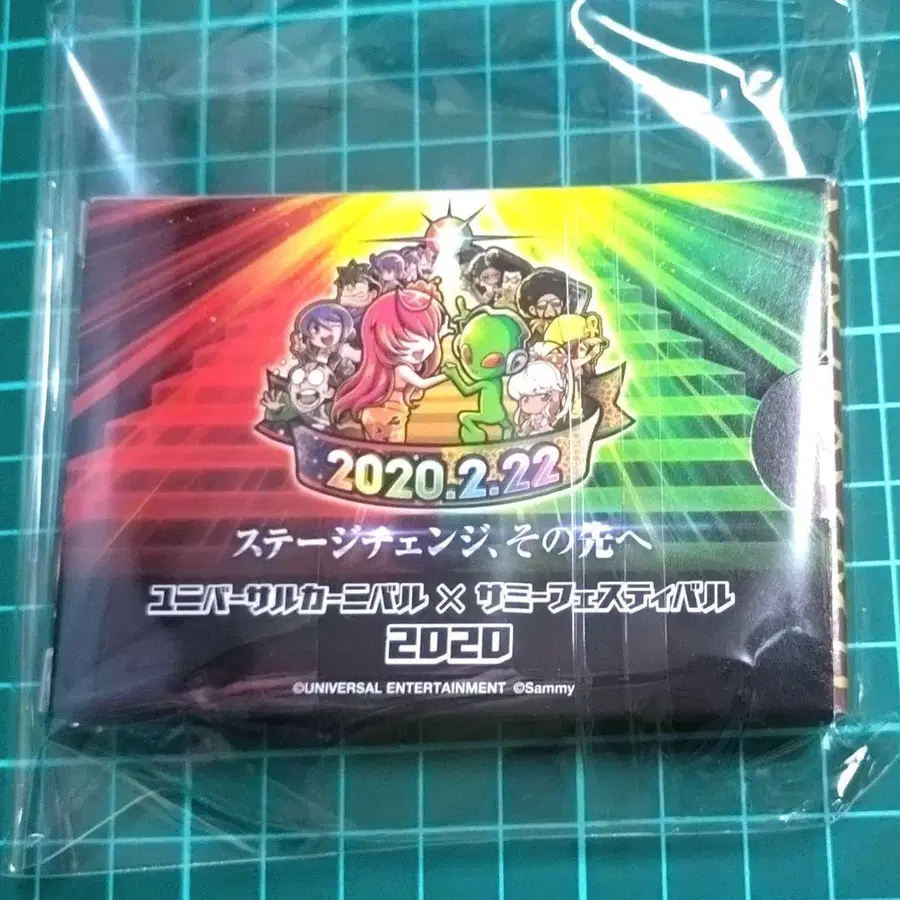 2020.2.22
ステージチェンジ、その先へ
ユニバーサルカーニバル × サミーフェスティバル
2020
©UNIVERSAL ENTERTAINMENT ©Sammy